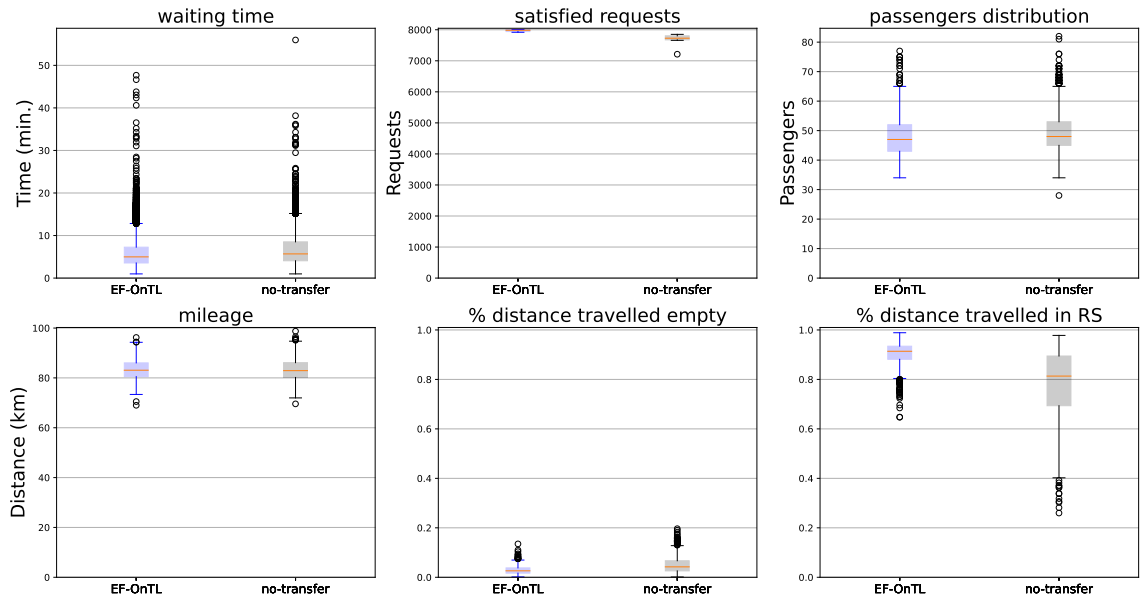 waiting time
Time (min.)
50
40
30
20
10
0
EF-OnTL no-transfer
satisfied requests
Requests
8000
7000
6000
5000
4000
3000
2000
1000
0
EF-OnTL no-transfer
passengers distribution
Passengers
80
70
60
50
40
30
20
10
0
EF-OnTL no-transfer
mileage
Distance (km)
100
80
60
40
20
0
EF-OnTL no-transfer
% distance travelled empty
1.0
0.8
0.6
0.4
0.2
0.0
EF-OnTL no-transfer
% distance travelled in RS
1.0
0.8
0.6
0.4
0.2
0.0
EF-OnTL no-transfer